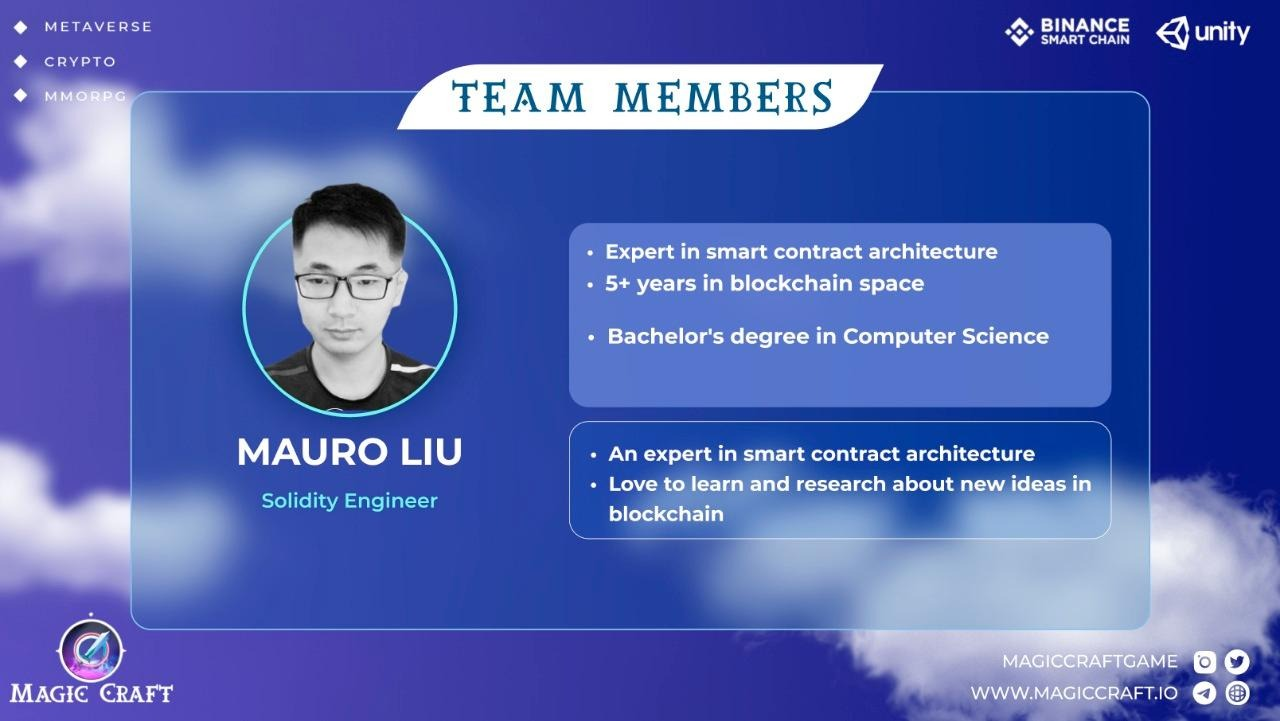 METAVERSE
CRYPTO
MMORPG
BINANCE
SMART CHAIN
unity
TEAM MEMBERS
MAURO LIU
Solidity Engineer
• Expert in smart contract architecture
• 5+ years in blockchain space
• Bachelor's degree in Computer Science
• An expert in smart contract architecture
• Love to learn and research about new ideas in
blockchain
MAGIC CRAFT
MAGICCRAFTGAME
WWW.MAGICCRAFT.IO